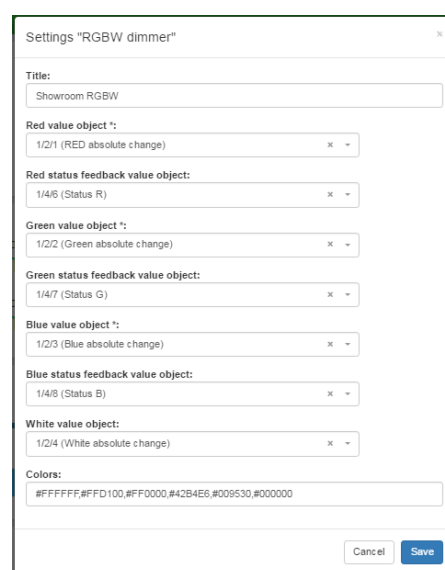 Settings "RGBW dimmer"
×
Title:
Showroom RGBW
Red value object *:
1/2/1 (RED absolute change) ×
Red status feedback value object:
1/4/6 (Status R) ×
Green value object *:
1/2/2 (Green absolute change) ×
Green status feedback value object:
1/4/7 (Status G) ×
Blue value object *:
1/2/3 (Blue absolute change) ×
Blue status feedback value object:
1/4/8 (Status B) ×
White value object:
1/2/4 (White absolute change) ×
Colors:
#FFFFFF,#FFD100,#FF0000,#42B4E6,#009530,#000000
Cancel Save